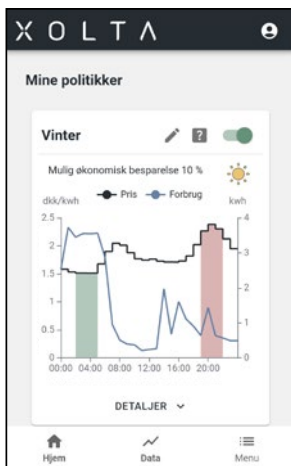 XOLTA
Mine politikker
Vinter
Mulig økonomisk besparelse 10 %
Pris Forbrug
dkk/kwh kwh
2.5 4
2
3
1.5
2
1
1
0.5
0 0
00:00 04:00 08:00 12:00 16:00 20:00
DETALJER
Hjem Data Menu